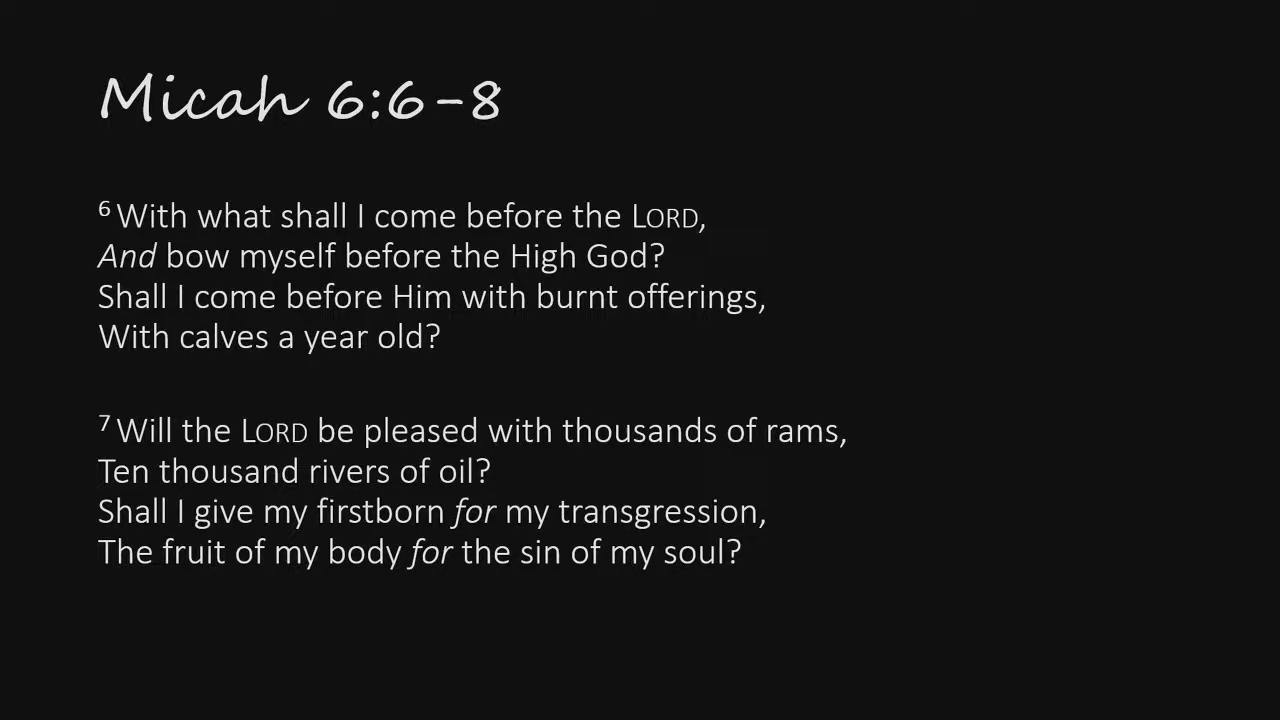 Micah 6:6-8
6 With what shall I come before the LORD,
And bow myself before the High God?
Shall I come before Him with burnt offerings,
With calves a year old?
7 Will the LORD be pleased with thousands of rams,
Ten thousand rivers of oil?
Shall I give my firstborn for my transgression,
The fruit of my body for the sin of my soul?